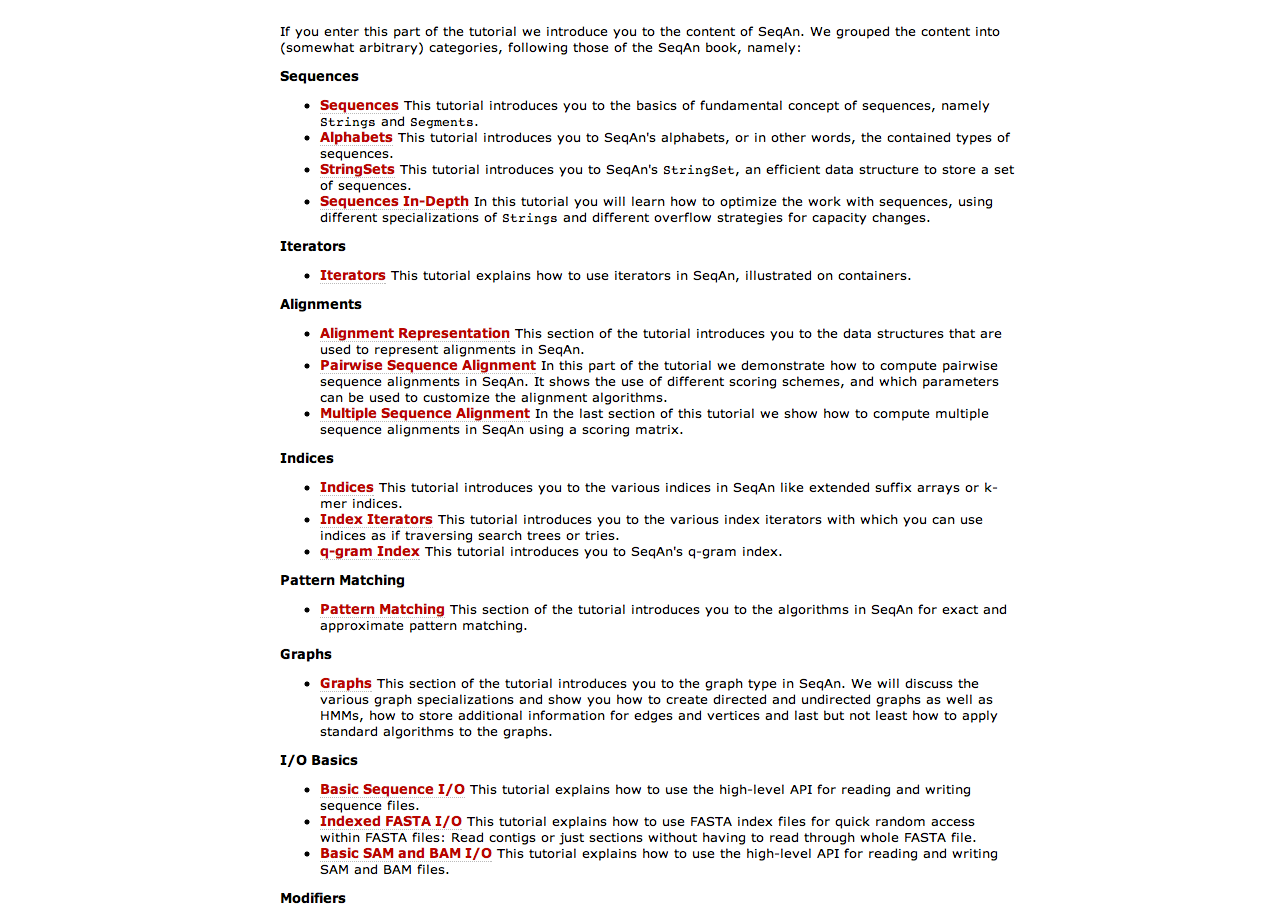 If you enter this part of the tutorial we introduce you to the content of SeqAn. We grouped the content into
(somewhat arbitrary) categories, following those of the SeqAn book, namely:
Sequences
• Sequences This tutorial introduces you to the basics of fundamental concept of sequences, namely
Strings and Segments.
• Alphabets This tutorial introduces you to SeqAn's alphabets, or in other words, the contained types of
sequences.
• StringSets This tutorial introduces you to SeqAn's StringSet, an efficient data structure to store a set
of sequences.
• Sequences In-Depth In this tutorial you will learn how to optimize the work with sequences, using
different specializations of Strings and different overflow strategies for capacity changes.
Iterators
• Iterators This tutorial explains how to use iterators in SeqAn, illustrated on containers.
Alignments
• Alignment Representation This section of the tutorial introduces you to the data structures that are
used to represent alignments in SeqAn.
• Pairwise Sequence Alignment In this part of the tutorial we demonstrate how to compute pairwise
sequence alignments in SeqAn. It shows the use of different scoring schemes, and which parameters
can be used to customize the alignment algorithms.
• Multiple Sequence Alignment In the last section of this tutorial we show how to compute multiple
sequence alignments in SeqAn using a scoring matrix.
Indices
• Indices This tutorial introduces you to the various indices in SeqAn like extended suffix arrays or k-
mer indices.
• Index Iterators This tutorial introduces you to the various index iterators with which you can use
indices as if traversing search trees or tries.
• q-gram Index This tutorial introduces you to SeqAn's q-gram index.
Pattern Matching
• Pattern Matching This section of the tutorial introduces you to the algorithms in SeqAn for exact and
approximate pattern matching.
Graphs
• Graphs This section of the tutorial introduces you to the graph type in SeqAn. We will discuss the
various graph specializations and show you how to create directed and undirected graphs as well as
HMMs, how to store additional information for edges and vertices and last but not least how to apply
standard algorithms to the graphs.
I/O Basics
• Basic Sequence I/O This tutorial explains how to use the high-level API for reading and writing
sequence files.
• Indexed FASTA I/O This tutorial explains how to use FASTA index files for quick random access
within FASTA files: Read contigs or just sections without having to read through whole FASTA file.
• Basic SAM and BAM I/O This tutorial explains how to use the high-level API for reading and writing
SAM and BAM files.
Modifiers